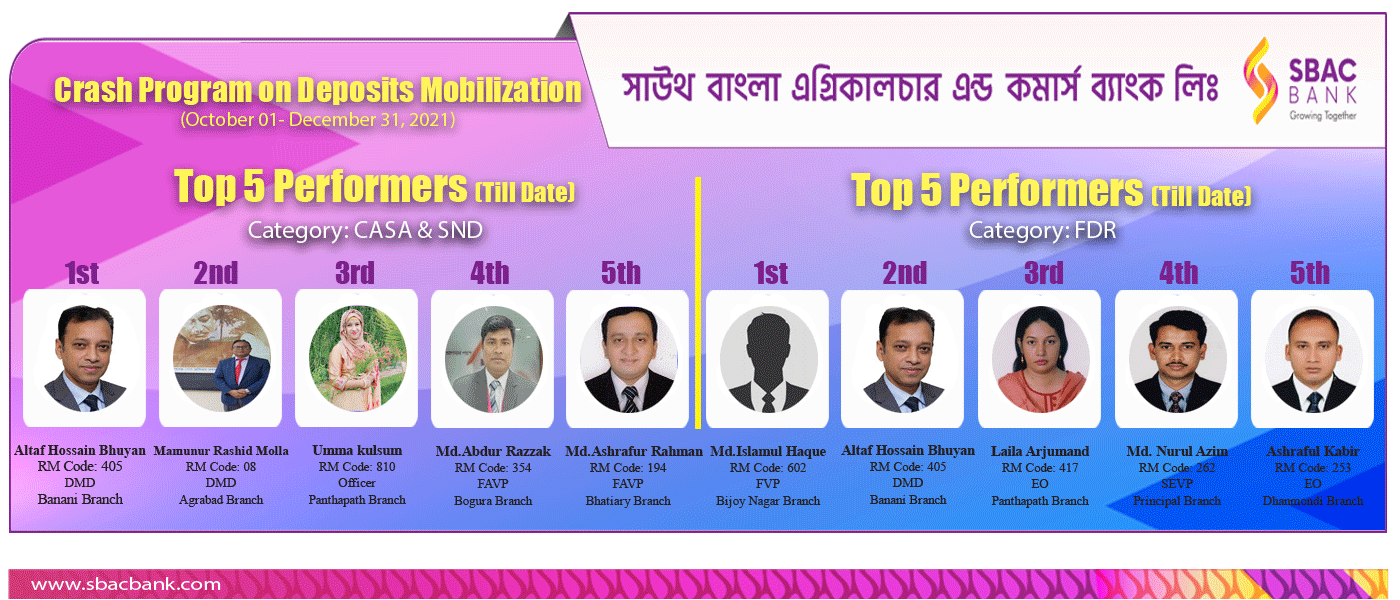 Crash Program on Deposits Mobilization
(October 01- December 31, 2021)
সাউথ বাংলা এগ্রিকালচার এন্ড কমার্স ব্যাংক লিঃ
SBAC
BANK
Growing Together
Top 5 Performers (Till Date)
Category: CASA & SND
1st
2nd
3rd
4th
5th
Altaf Hossain Bhuyan
RM Code: 405
DMD
Banani Branch
Mamunur Rashid Molla
RM Code: 08
DMD
Agrabad Branch
Umma kulsum
RM Code: 810
Officer
Panthapath Branch
Md.Abdur Razzak
RM Code: 354
FAVP
Bogura Branch
Md.Ashrafur Rahman
RM Code: 194
FAVP
Bhatiary Branch
Top 5 Performers (Till Date)
Category: FDR
1st
2nd
3rd
4th
5th
Md.Islamul Haque
RM Code: 602
FVP
Bijoy Nagar Branch
Altaf Hossain Bhuyan
RM Code: 405
DMD
Banani Branch
Laila Arjumand
RM Code: 417
EO
Panthapath Branch
Md. Nurul Azim
RM Code: 262
SEVP
Principal Branch
Ashraful Kabir
RM Code: 253
EO
Dhanmondi Branch
www.sbacbank.com